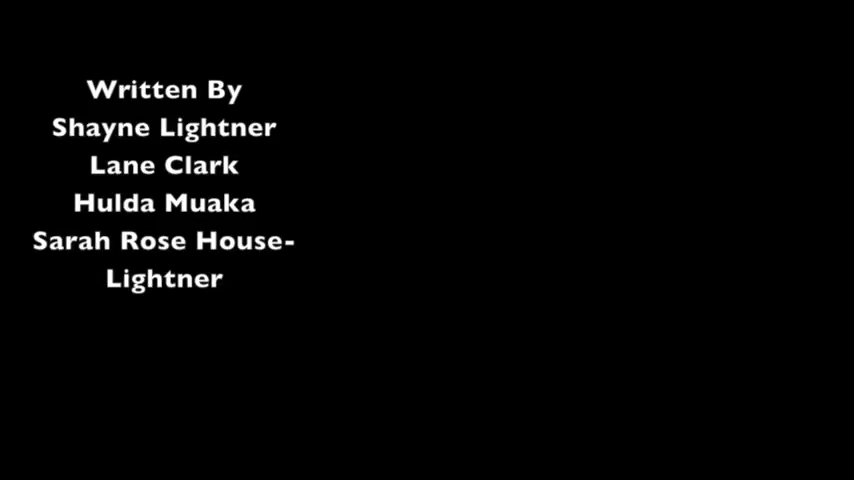 Written By
Shayne Lightner
Lane Clark
Hulda Muaka
Sarah Rose House-
Lightner